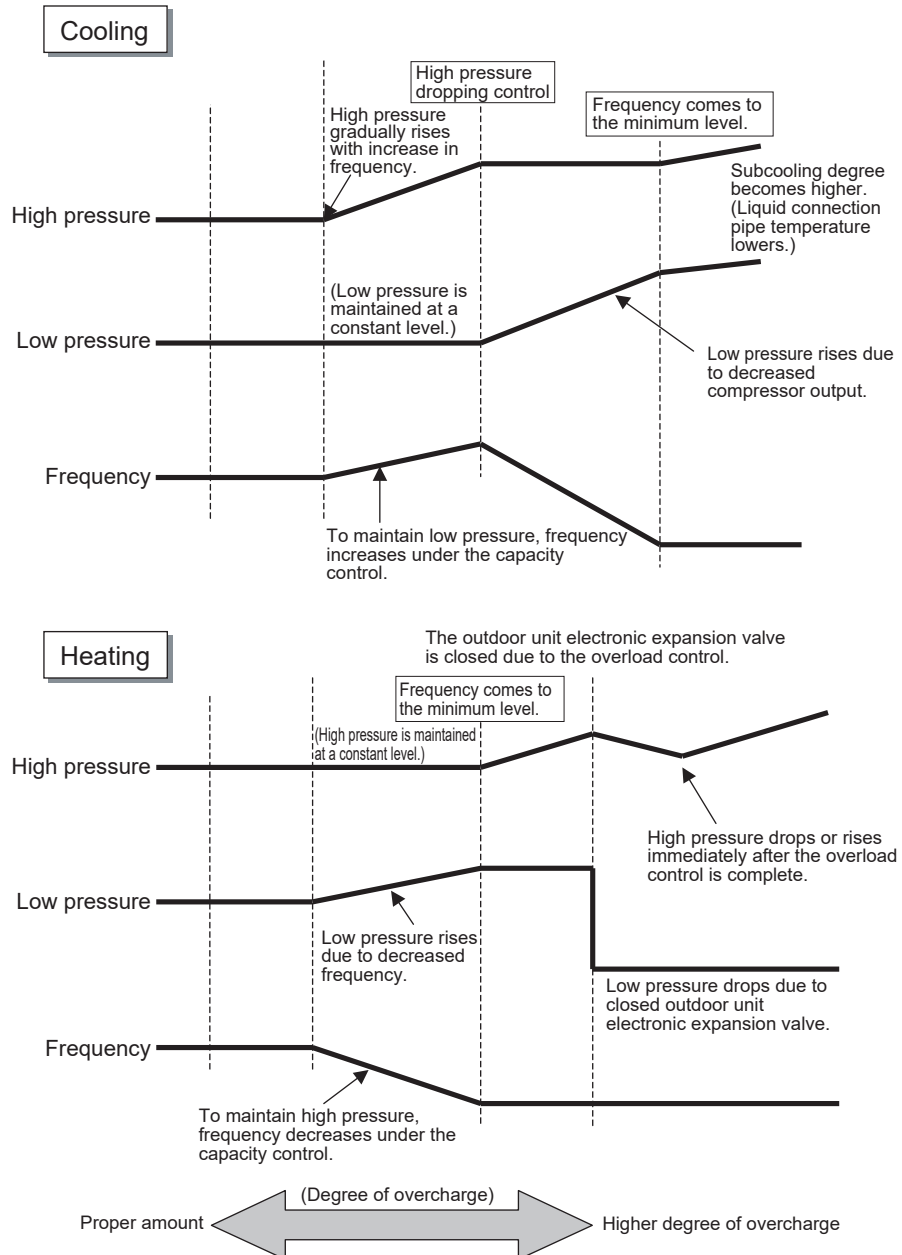 Cooling
High pressure
dropping control
Frequency comes to
the minimum level.
High pressure
gradually rises
with increase in
frequency.
Subcooling degree
becomes higher.
(Liquid connection
pipe temperature
lowers.)
High pressure
(Low pressure is
maintained at a
constant level.)
Low pressure
Low pressure rises due
to decreased
compressor output.
Frequency
To maintain low pressure, frequency
increases under the capacity
control.
Heating
The outdoor unit electronic expansion valve
is closed due to the overload control.
Frequency comes to
the minimum level.
(High pressure is maintained
at a constant level.)
High pressure
High pressure drops or rises
immediately after the overload
control is complete.
Low pressure
Low pressure rises
due to decreased
frequency.
Low pressure drops due to
closed outdoor unit
electronic expansion valve.
Frequency
To maintain high pressure,
frequency decreases under the
capacity control.
(Degree of overcharge)
Proper amount
Higher degree of overcharge